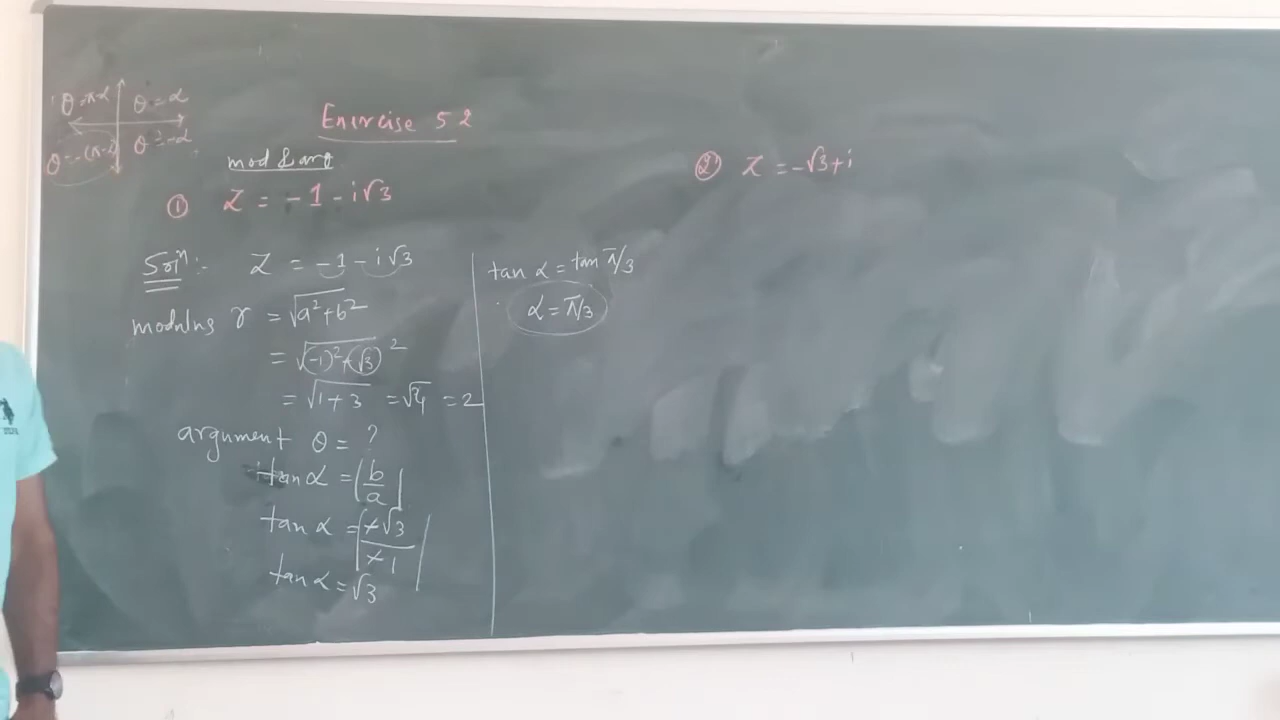 θ=π-α θ=α
θ=-(π-α) θ=-α
Exercise 5 2
mod & arg
① Z = -1 - i√3
Solⁿ:- Z = -1 - i√3
modulus r = √a²+b²
= √(-1)²+(√3)²
= √1+3 = √4 = 2
argument θ = ?
tan α = |b/a|
tan α = |-√3/-1|
tan α = √3
tan α = tan π/3
α = π/3
② Z = -√3+i